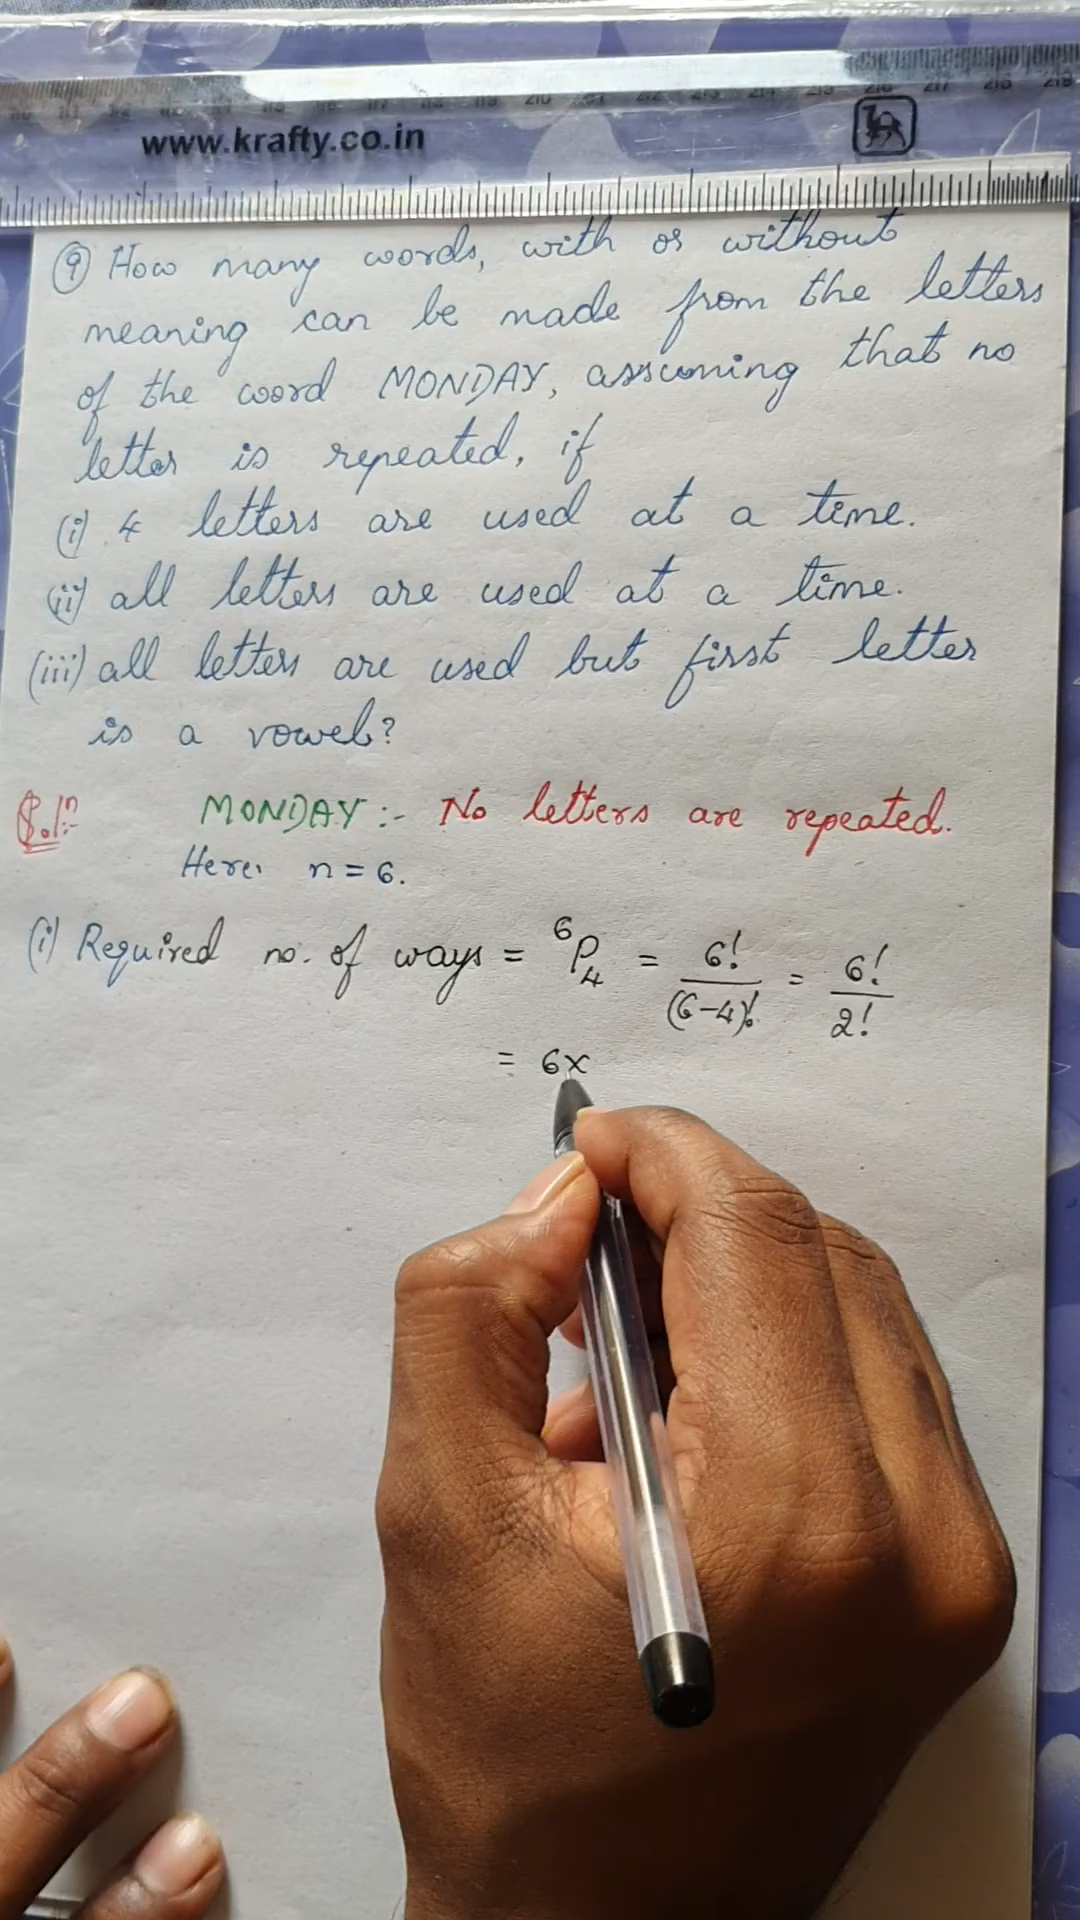 www.krafty.co.in
9 How many words, with or without
meaning can be made from the letters
of the word MONDAY, assuming that no
letter is repeated, if
(i) 4 letters are used at a time.
(ii) all letters are used at a time.
(iii) all letters are used but first letter
is a vowel?
Sol.n:- MONDAY:- No letters are repeated.
Here, n = 6.
(i) Required no. of ways = ⁶P₄ = 6!/(6-4)! = 6!/2!
= 6×